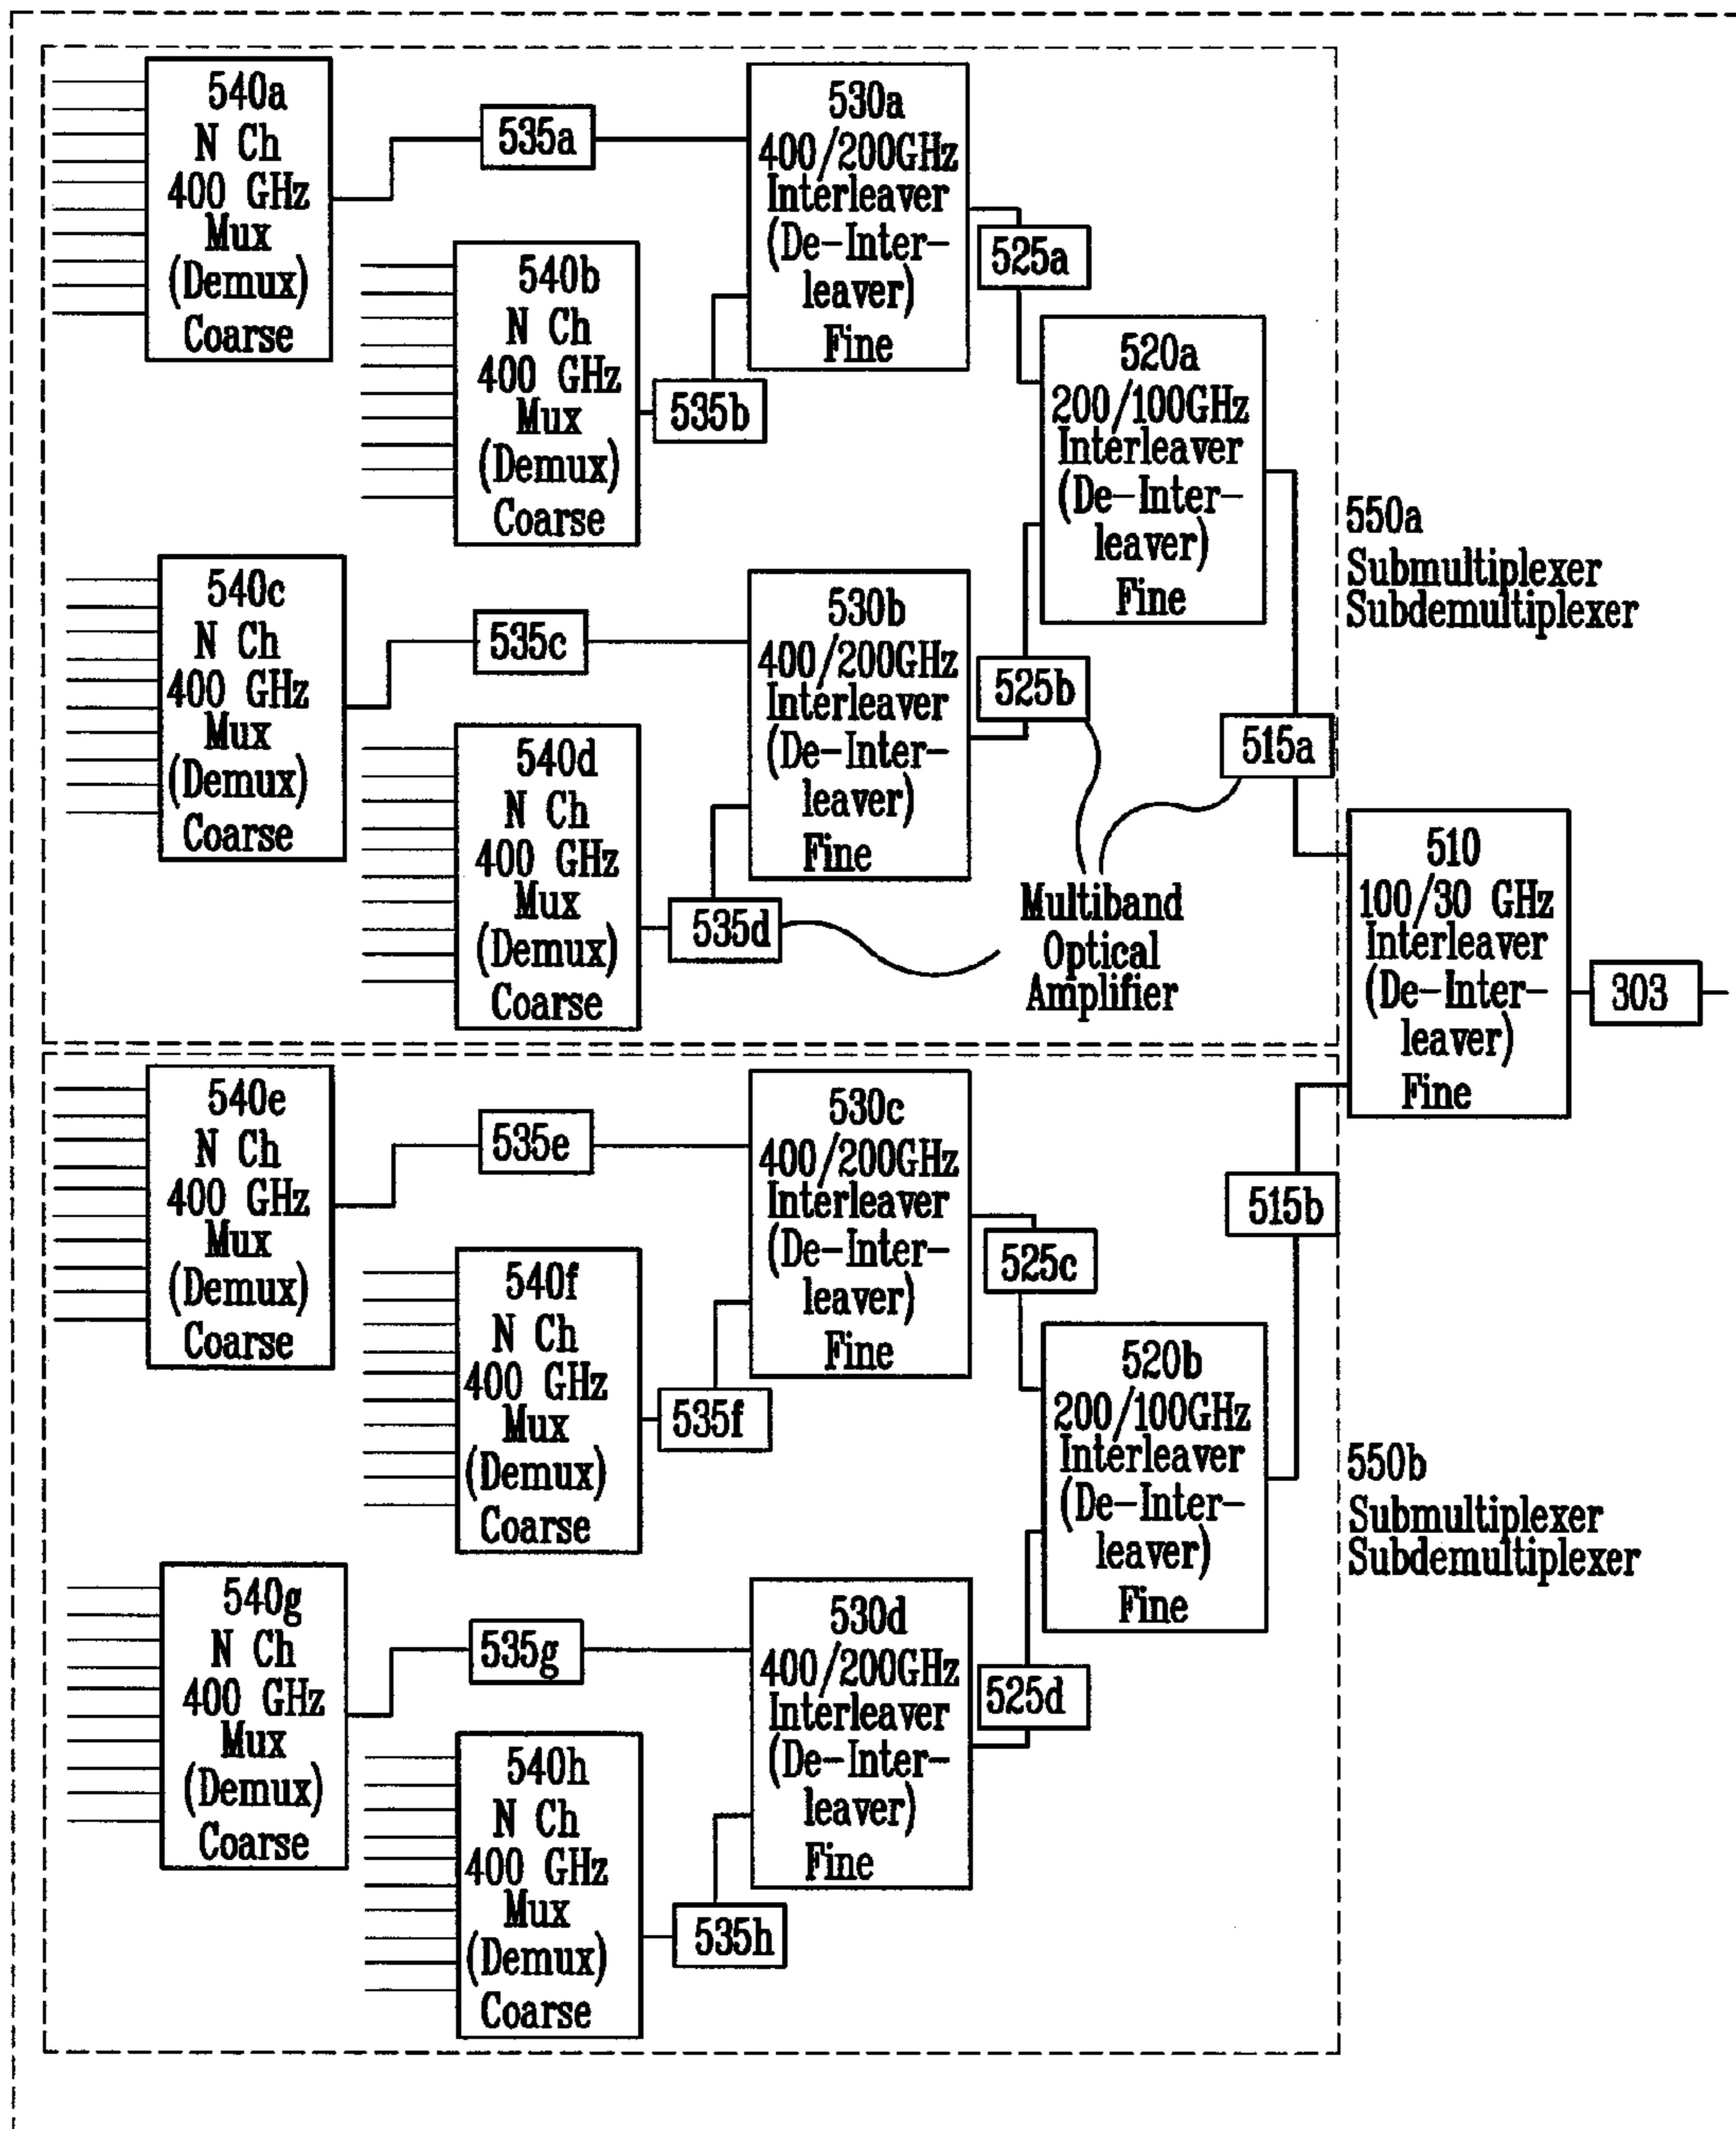 540a
N Ch
400 GHz
Mux
(Demux)
Coarse
535a
530a
400/200GHz
Interleaver
(De-Inter-
leaver)
Fine
525a
540b
N Ch
400 GHz
Mux
(Demux)
Coarse
535b
520a
200/100GHz
Interleaver
(De-Inter-
leaver)
Fine
550a
Submultiplexer
Subdemultiplexer
540c
N Ch
400 GHz
Mux
(Demux)
Coarse
535c
530b
400/200GHz
Interleaver
(De-Inter-
leaver)
Fine
525b
515a
540d
N Ch
400 GHz
Mux
(Demux)
Coarse
535d
Multiband
Optical
Amplifier
510
100/30 GHz
Interleaver
(De-Inter-
leaver)
Fine
303
540e
N Ch
400 GHz
Mux
(Demux)
Coarse
535e
530c
400/200GHz
Interleaver
(De-Inter-
leaver)
Fine
525c
515b
540f
N Ch
400 GHz
Mux
(Demux)
Coarse
535f
520b
200/100GHz
Interleaver
(De-Inter-
leaver)
Fine
550b
Submultiplexer
Subdemultiplexer
540g
N Ch
400 GHz
Mux
(Demux)
Coarse
535g
530d
400/200GHz
Interleaver
(De-Inter-
leaver)
Fine
525d
540h
N Ch
400 GHz
Mux
(Demux)
Coarse
535h